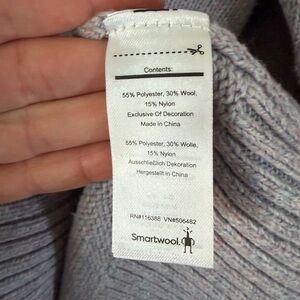 Contents:
55% Polyester, 30% Wool,
15% Nylon
Exclusive Of Decoration
Made in China
55% Polyester, 30% Wolle,
15% Nylon
Ausschließlich Dekoration
Hergestellt in China
RN#116388 VN#506482
Smartwool